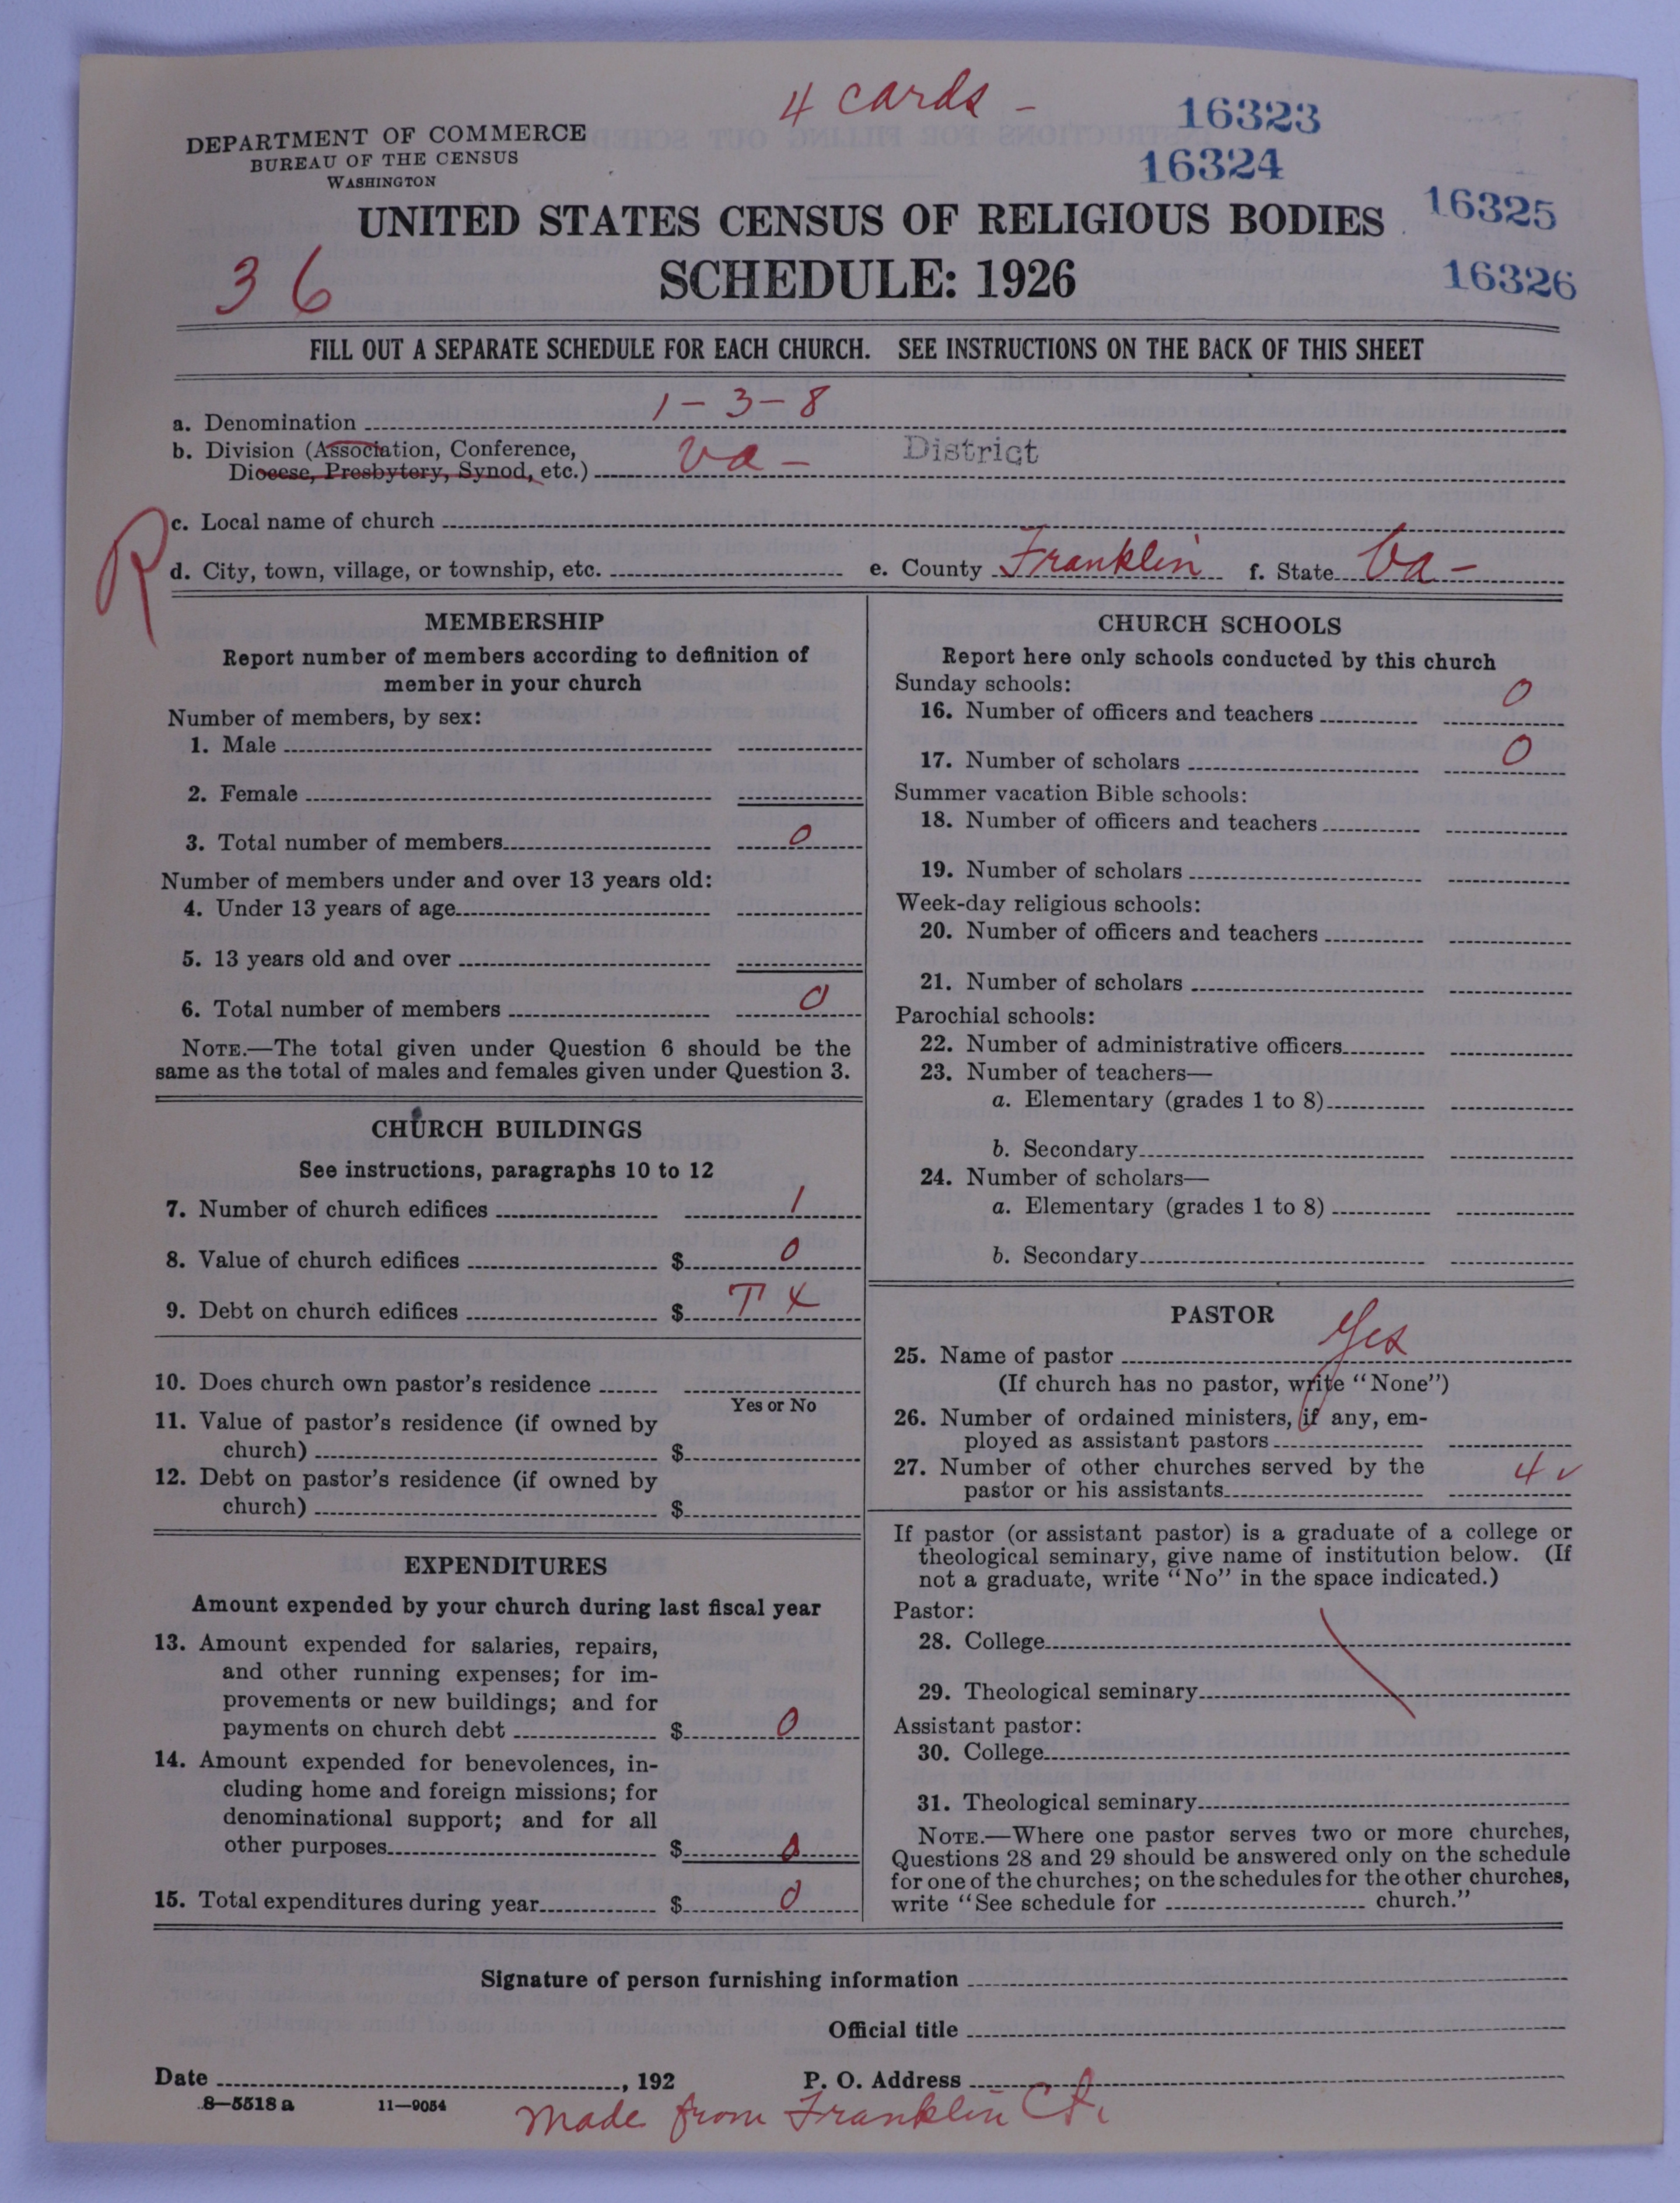 4 cards -
16323
16324
16325
16326
DEPARTMENT OF COMMERCE
BUREAU OF THE CENSUS
WASHINGTON
UNITED STATES CENSUS OF RELIGIOUS BODIES
SCHEDULE: 1926
36
FILL OUT A SEPARATE SCHEDULE FOR EACH CHURCH. SEE INSTRUCTIONS ON THE BACK OF THIS SHEET
a. Denomination 1-3-8
b. Division (Association, Conference,
Diocese, Presbytery, Synod, etc.) Va - District
R
c. Local name of church
d. City, town, village, or township, etc. e. County Franklin f. State Va -
MEMBERSHIP
Report number of members according to definition of
member in your church
Number of members, by sex:
1. Male
2. Female
3. Total number of members 0
Number of members under and over 13 years old:
4. Under 13 years of age
5. 13 years old and over
6. Total number of members 0
NOTE.—The total given under Question 6 should be the
same as the total of males and females given under Question 3.
CHURCH BUILDINGS
See instructions, paragraphs 10 to 12
7. Number of church edifices 1
8. Value of church edifices $ 0
9. Debt on church edifices $ T X
10. Does church own pastor's residence
Yes or No
11. Value of pastor's residence (if owned by
church) $
12. Debt on pastor's residence (if owned by
church) $
EXPENDITURES
Amount expended by your church during last fiscal year
13. Amount expended for salaries, repairs,
and other running expenses; for im-
provements or new buildings; and for
payments on church debt $ 0
14. Amount expended for benevolences, in-
cluding home and foreign missions; for
denominational support; and for all
other purposes $ 0
15. Total expenditures during year $ 0
CHURCH SCHOOLS
Report here only schools conducted by this church
Sunday schools:
16. Number of officers and teachers 0
17. Number of scholars 0
Summer vacation Bible schools:
18. Number of officers and teachers
19. Number of scholars
Week-day religious schools:
20. Number of officers and teachers
21. Number of scholars
Parochial schools:
22. Number of administrative officers
23. Number of teachers—
a. Elementary (grades 1 to 8)
b. Secondary
24. Number of scholars—
a. Elementary (grades 1 to 8)
b. Secondary
PASTOR
25. Name of pastor Yes
(If church has no pastor, write "None")
26. Number of ordained ministers, if any, em-
ployed as assistant pastors
27. Number of other churches served by the
pastor or his assistants 4 ✓
If pastor (or assistant pastor) is a graduate of a college or
theological seminary, give name of institution below. (If
not a graduate, write "No" in the space indicated.)
Pastor:
28. College
29. Theological seminary
Assistant pastor:
30. College
31. Theological seminary
NOTE.—Where one pastor serves two or more churches,
Questions 28 and 29 should be answered only on the schedule
for one of the churches; on the schedules for the other churches,
write "See schedule for church."
Signature of person furnishing information
Official title
Date , 192 P. O. Address
8—5518 a 11—9054
Made from Franklin Ct.